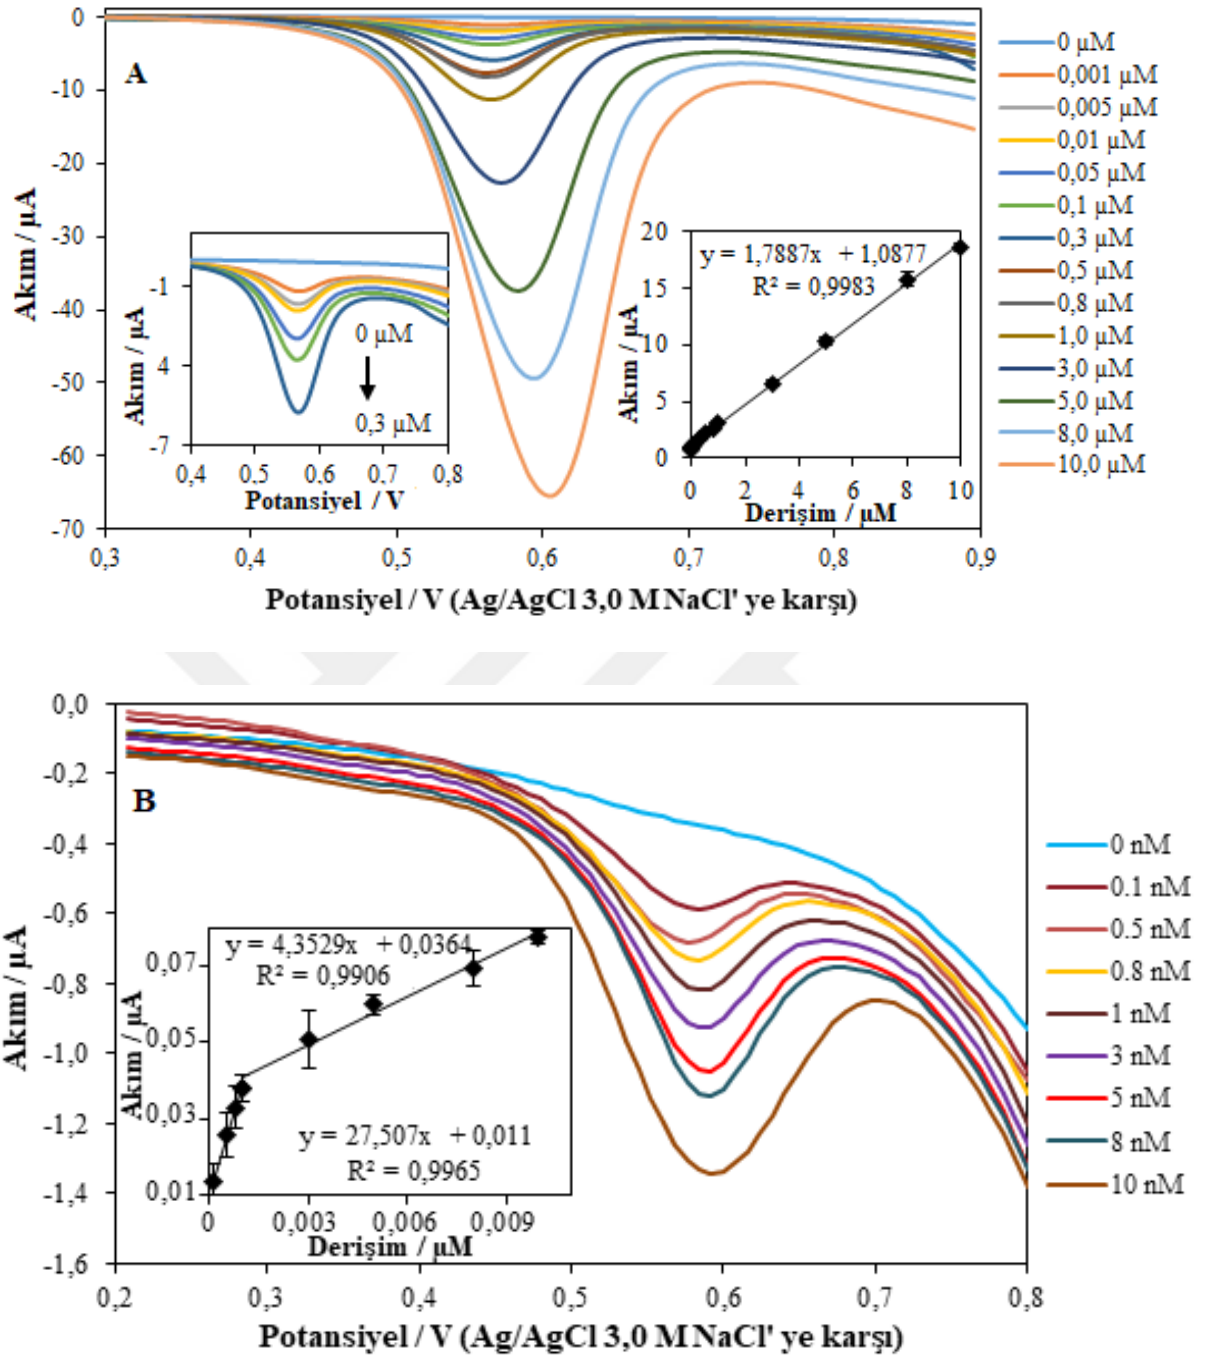 A
0
-10
-20
-30
-40
-50
-60
-70
Akım / µA
0,3
0,4
0,5
0,6
0,7
0,8
0,9
Potansiyel / V (Ag/AgCl 3,0 M NaCl' ye karşı)
-1
4
-7
Akım / µA
0 µM
0,3 µM
0,4
0,5
0,6
0,7
0,8
Potansiyel / V
20
15
10
5
0
Akım / µA
y = 1,7887x + 1,0877
R² = 0,9983
0
2
4
6
8
10
Derişim / µM
0 µM
0,001 µM
0,005 µM
0,01 µM
0,05 µM
0,1 µM
0,3 µM
0,5 µM
0,8 µM
1,0 µM
3,0 µM
5,0 µM
8,0 µM
10,0 µM
B
0,0
-0,2
-0,4
-0,6
-0,8
-1,0
-1,2
-1,4
-1,6
Akım / µA
0,2
0,3
0,4
0,5
0,6
0,7
0,8
Potansiyel / V (Ag/AgCl 3,0 M NaCl' ye karşı)
y = 4,3529x + 0,0364
R² = 0,9906
y = 27,507x + 0,011
R² = 0,9965
0,07
0,05
0,03
0,01
Akım / µA
0
0,003
0,006
0,009
Derişim / µM
0 nM
0.1 nM
0.5 nM
0.8 nM
1 nM
3 nM
5 nM
8 nM
10 nM